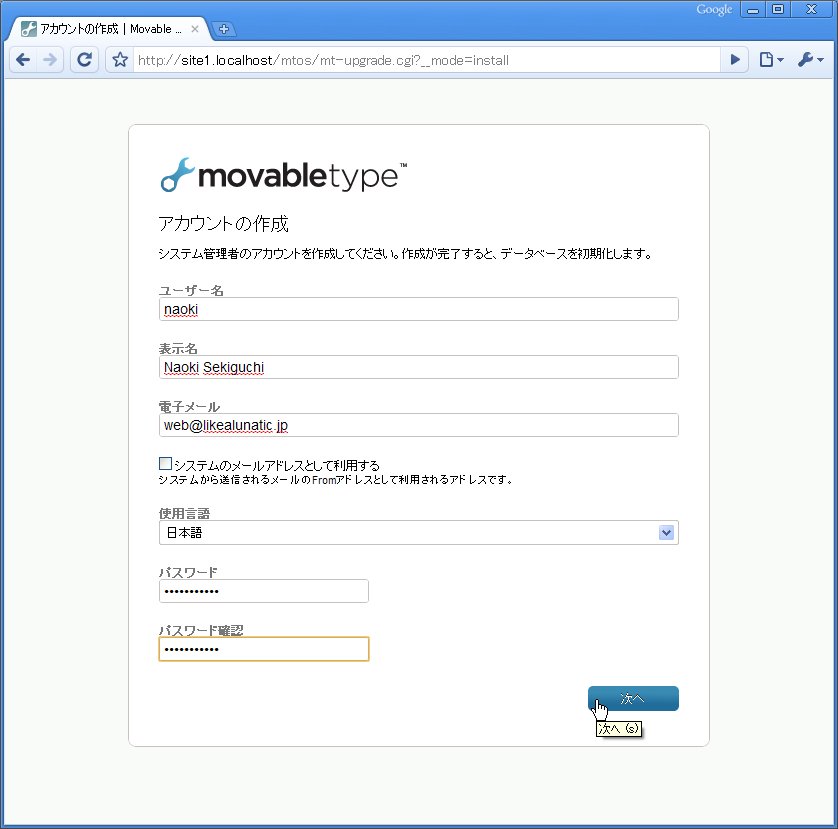 Google
アカウントの作成 | Movable ...
http://site1.localhost/mtos/mt-upgrade.cgi?__mode=install
movabletype™
アカウントの作成
システム管理者のアカウントを作成してください。作成が完了すると、データベースを初期化します。
ユーザー名
naoki
表示名
Naoki Sekiguchi
電子メール
web@likealunatic.jp
システムのメールアドレスとして利用する
システムから送信されるメールのFromアドレスとして利用されるアドレスです。
使用言語
日本語
パスワード
•••••••••••
パスワード確認
•••••••••••
次へ
次へ (s)